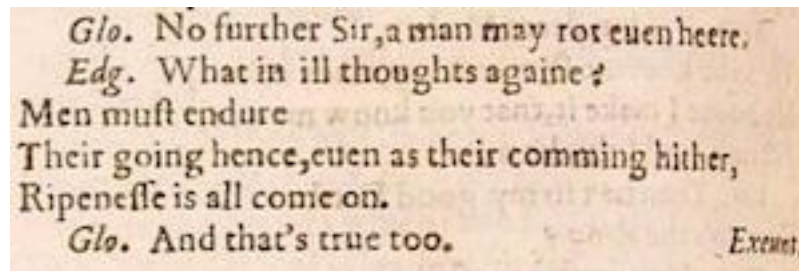 Glo. No further Sir, a man may rot euen heere.
Edg. What in ill thoughts againe?
Men muſt endure
Their going hence, euen as their comming hither,
Ripeneſſe is all come on.
Glo. And that's true too. Exeunt